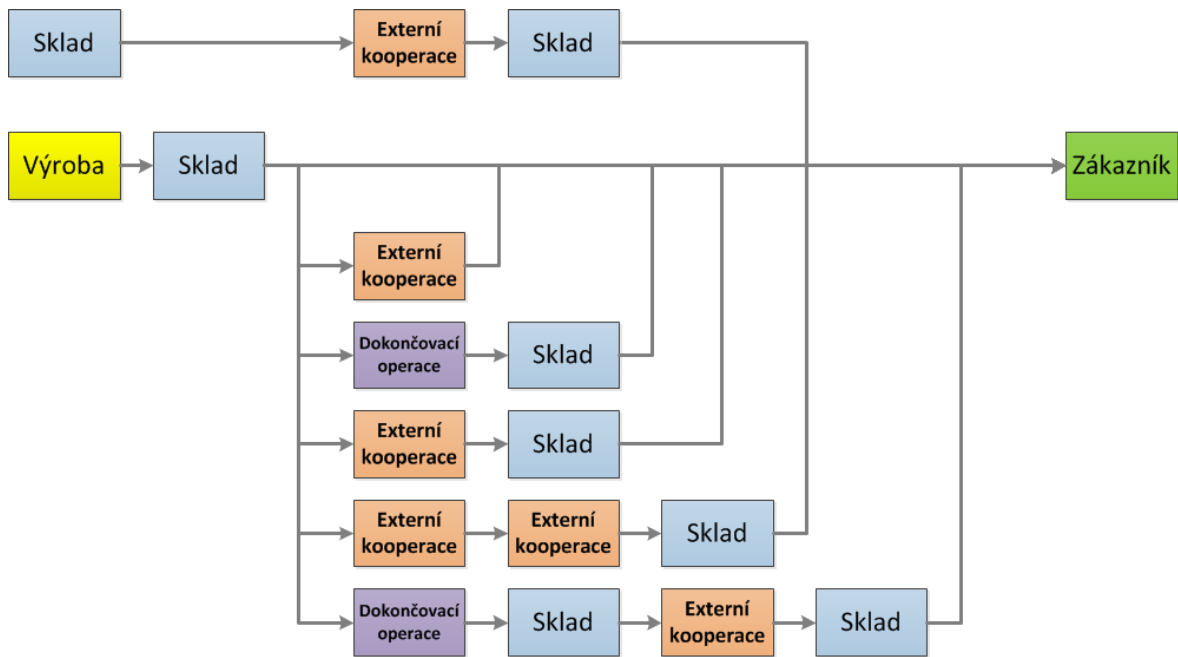 Sklad
Externí
kooperace
Sklad
Výroba
Sklad
Zákazník
Externí
kooperace
Dokončovací
operace
Sklad
Externí
kooperace
Sklad
Externí
kooperace
Externí
kooperace
Sklad
Dokončovací
operace
Sklad
Externí
kooperace
Sklad